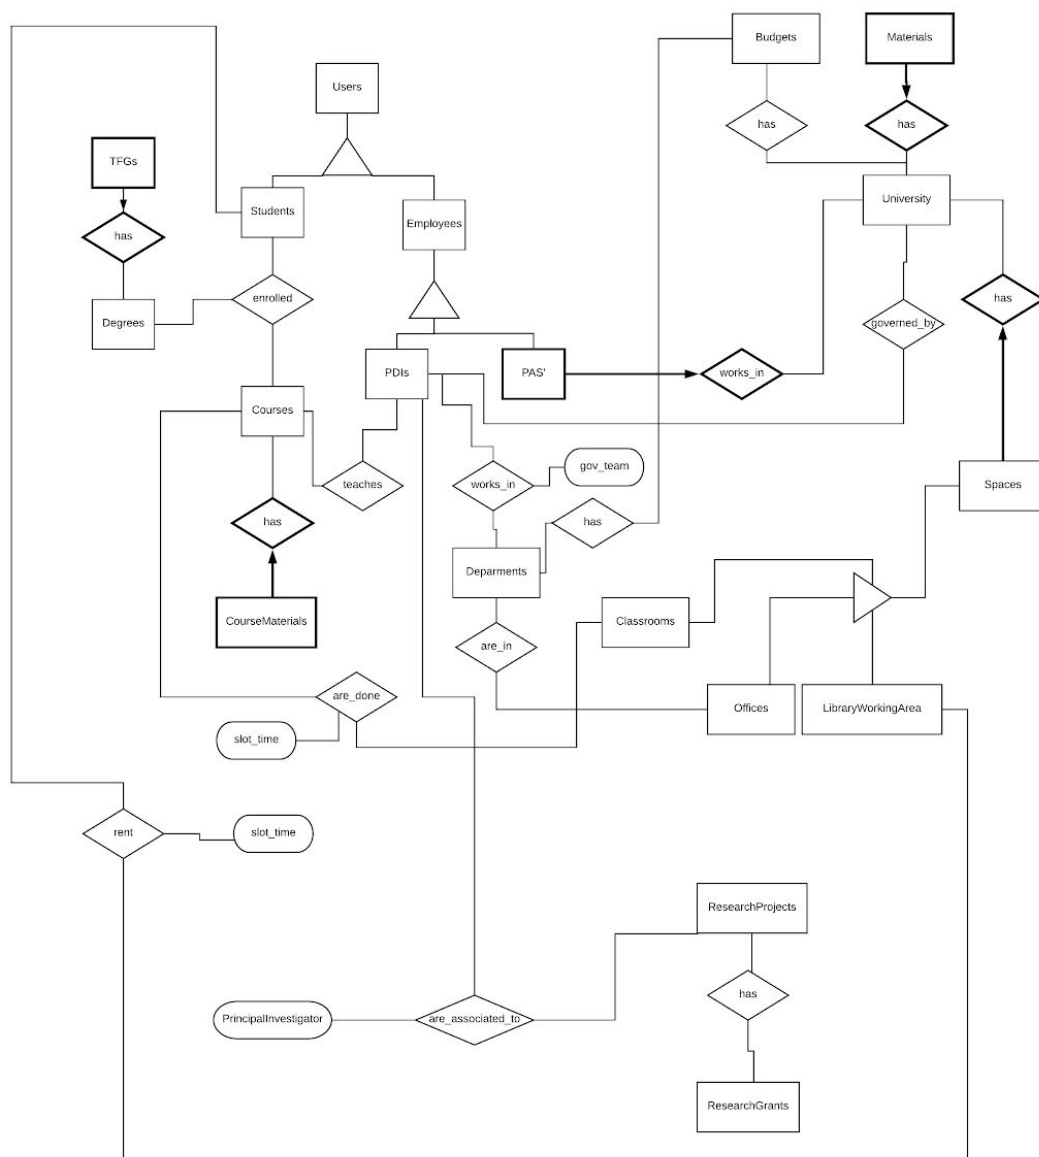 Budgets
Materials
Users
has
has
TFGs
University
Students
Employees
has
enrolled
has
Degrees
governed_by
PDIs
PAS'
works_in
Courses
gov_team
teaches
works_in
Spaces
has
has
Deparments
CourseMaterials
Classrooms
are_in
are_done
Offices
LibraryWorkingArea
slot_time
rent
slot_time
ResearchProjects
has
PrincipalInvestigator
are_associated_to
ResearchGrants